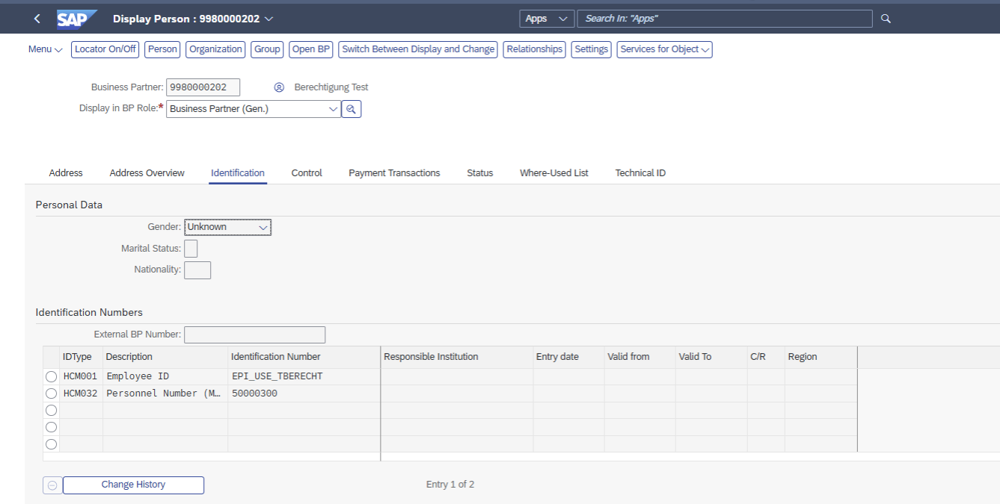 SAP Display Person : 9980000202 Apps Search In: "Apps"
Menu Locator On/Off Person Organization Group Open BP Switch Between Display and Change Relationships Settings Services for Object
Business Partner: 9980000202 Berechtigung Test
Display in BP Role:* Business Partner (Gen.)
Address Address Overview Identification Control Payment Transactions Status Where-Used List Technical ID
Personal Data
Gender: Unknown
Marital Status:
Nationality:
Identification Numbers
External BP Number:
IDType Description Identification Number Responsible Institution Entry date Valid from Valid To C/R Region
HCM001 Employee ID EPI_USE_TBERECHT
HCM032 Personnel Number (M… 50000300
Change History Entry 1 of 2